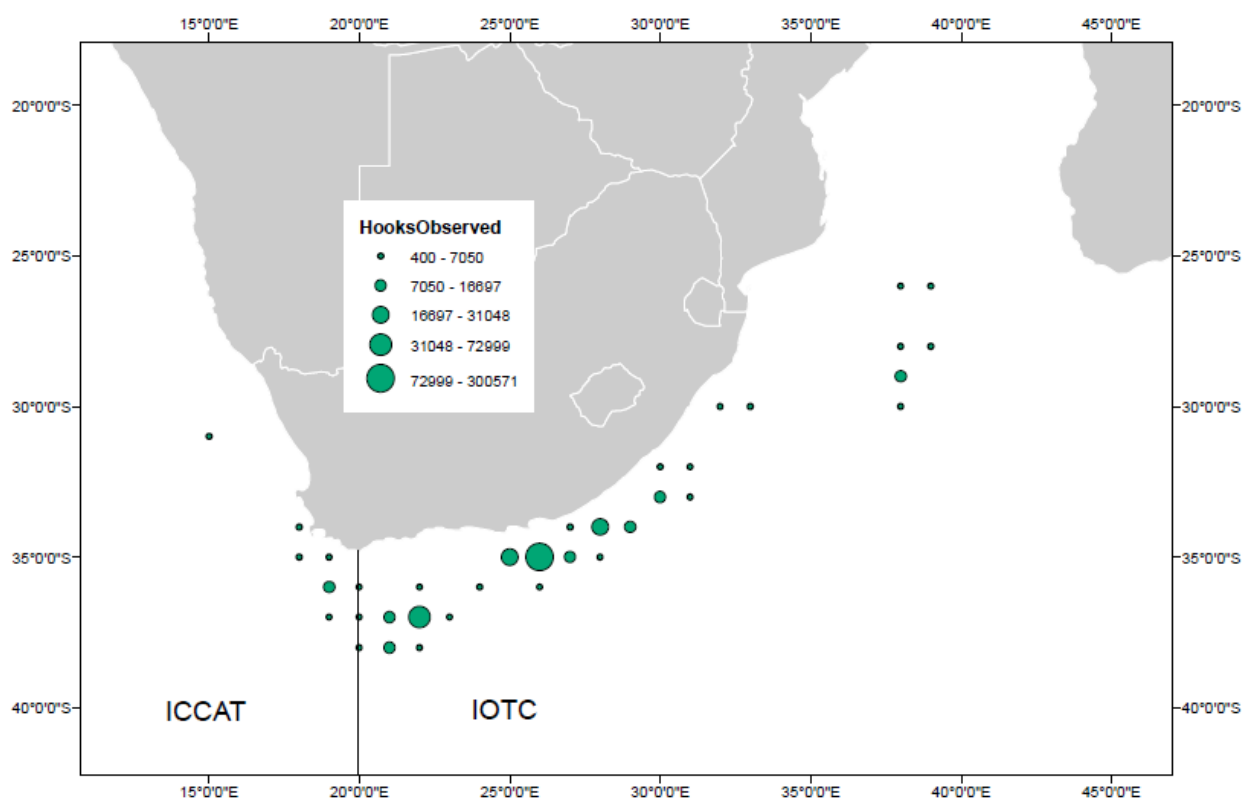 15°0'0"E 20°0'0"E 25°0'0"E 30°0'0"E 35°0'0"E 40°0'0"E 45°0'0"E
20°0'0"S 20°0'0"S
HooksObserved
25°0'0"S 25°0'0"S
400 - 7050
7050 - 16697
16697 - 31048
31048 - 72999
72999 - 300571
30°0'0"S 30°0'0"S
35°0'0"S 35°0'0"S
40°0'0"S ICCAT IOTC 40°0'0"S
15°0'0"E 20°0'0"E 25°0'0"E 30°0'0"E 35°0'0"E 40°0'0"E 45°0'0"E